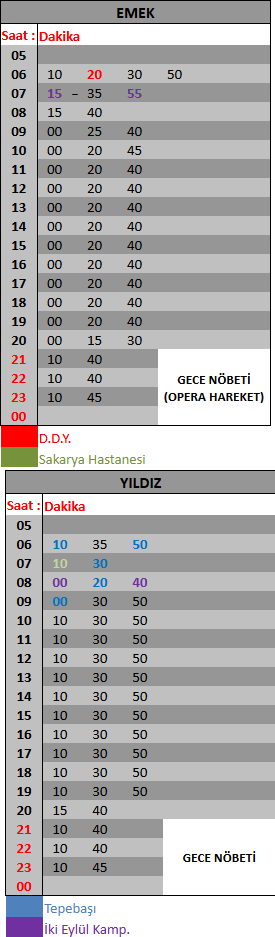 EMEK
Saat : Dakika
05
06 10 20 30 50
07 15 – 35 55
08 15 40
09 00 25 40
10 00 20 45
11 00 20 40
12 00 20 40
13 00 20 40
14 00 20 40
15 00 20 40
16 00 20 40
17 00 20 40
18 00 20 40
19 00 20 40
20 00 15 30
21 10 40
22 10 40
23 10 45
00
GECE NÖBETİ
(OPERA HAREKET)
D.D.Y.
Sakarya Hastanesi
YILDIZ
Saat : Dakika
05
06 10 35 50
07 10 30
08 00 20 40
09 00 30 50
10 10 30 50
11 10 30 50
12 10 30 50
13 10 30 50
14 10 30 50
15 10 30 50
16 10 30 50
17 10 30 50
18 10 30 50
19 10 30 50
20 15 40
21 10 40
22 10 40
23 10 45
00
GECE NÖBETİ
Tepebaşı
İki Eylül Kamp.